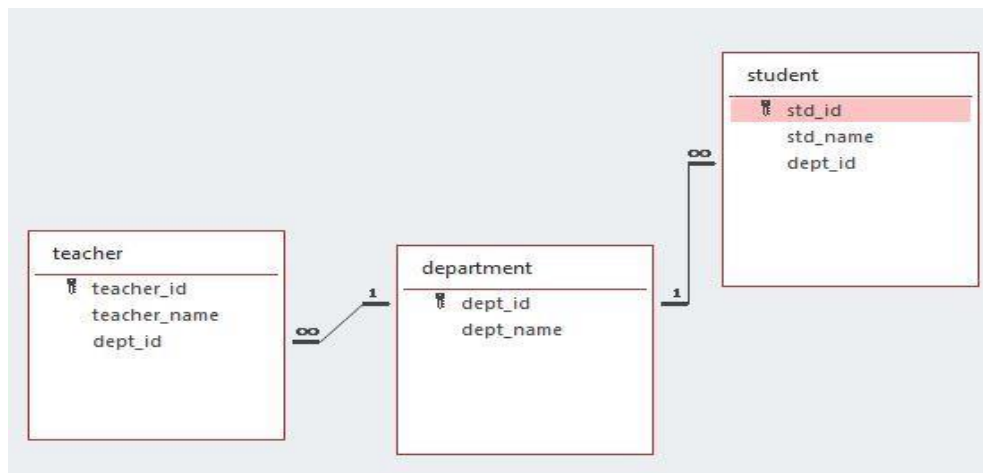 teacher
teacher_id
teacher_name
dept_id
∞
1
department
dept_id
dept_name
1
∞
student
std_id
std_name
dept_id